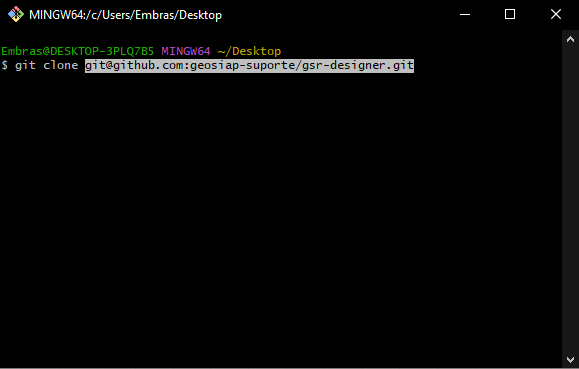 MINGW64:/c/Users/Embras/Desktop
Embras@DESKTOP-3PLQ7B5 MINGW64 ~/Desktop
$ git clone git@github.com:geosiap-suporte/gsr-designer.git